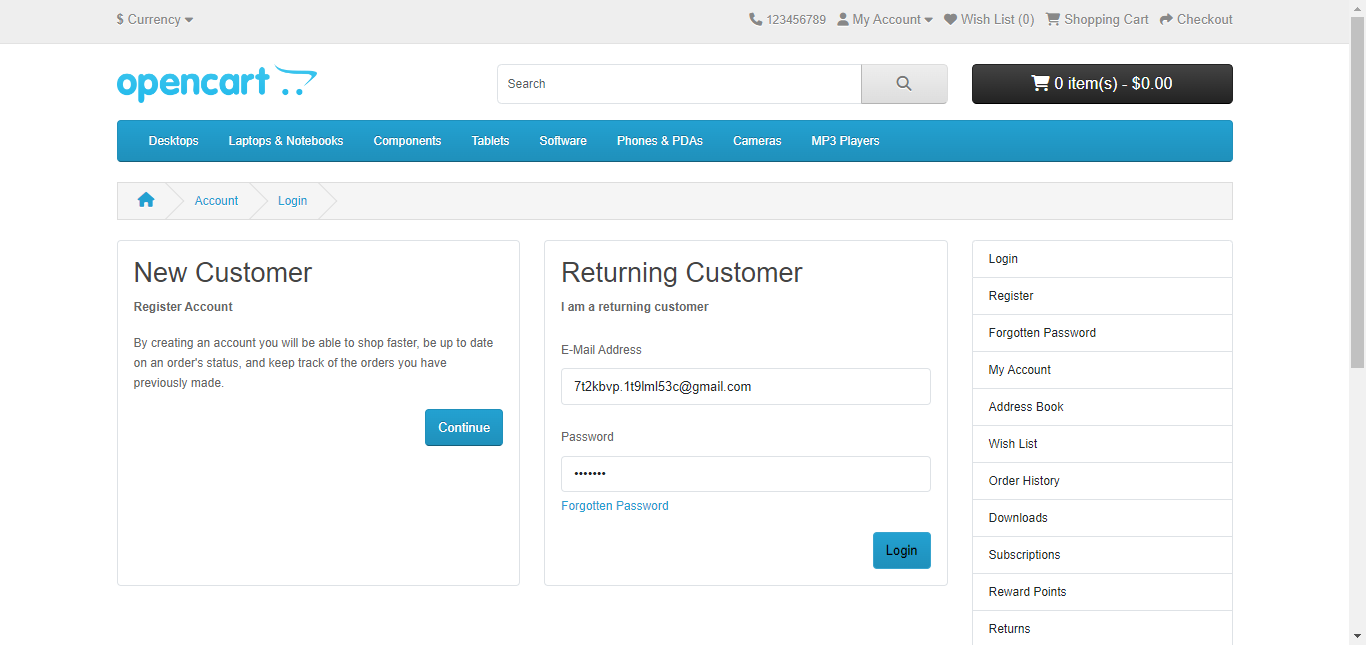 $ Currency
123456789 My Account Wish List (0) Shopping Cart Checkout
opencart
Search
0 item(s) - $0.00
Desktops Laptops & Notebooks Components Tablets Software Phones & PDAs Cameras MP3 Players
Account Login
New Customer
Register Account
By creating an account you will be able to shop faster, be up to date
on an order's status, and keep track of the orders you have
previously made.
Continue
Returning Customer
I am a returning customer
E-Mail Address
7t2kbvp.1t9lml53c@gmail.com
Password
•••••••
Forgotten Password
Login
Login
Register
Forgotten Password
My Account
Address Book
Wish List
Order History
Downloads
Subscriptions
Reward Points
Returns